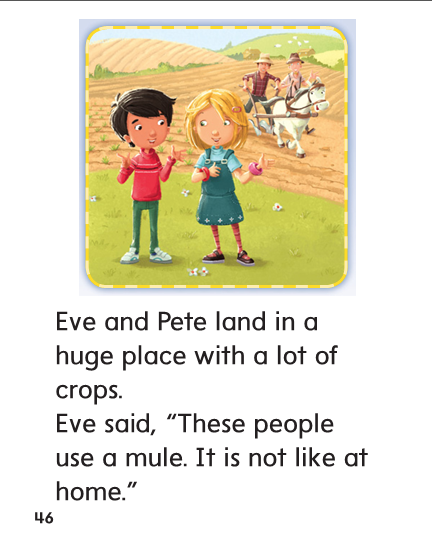 Eve and Pete land in a
huge place with a lot of
crops.
Eve said, “These people
use a mule. It is not like at
home.”
46